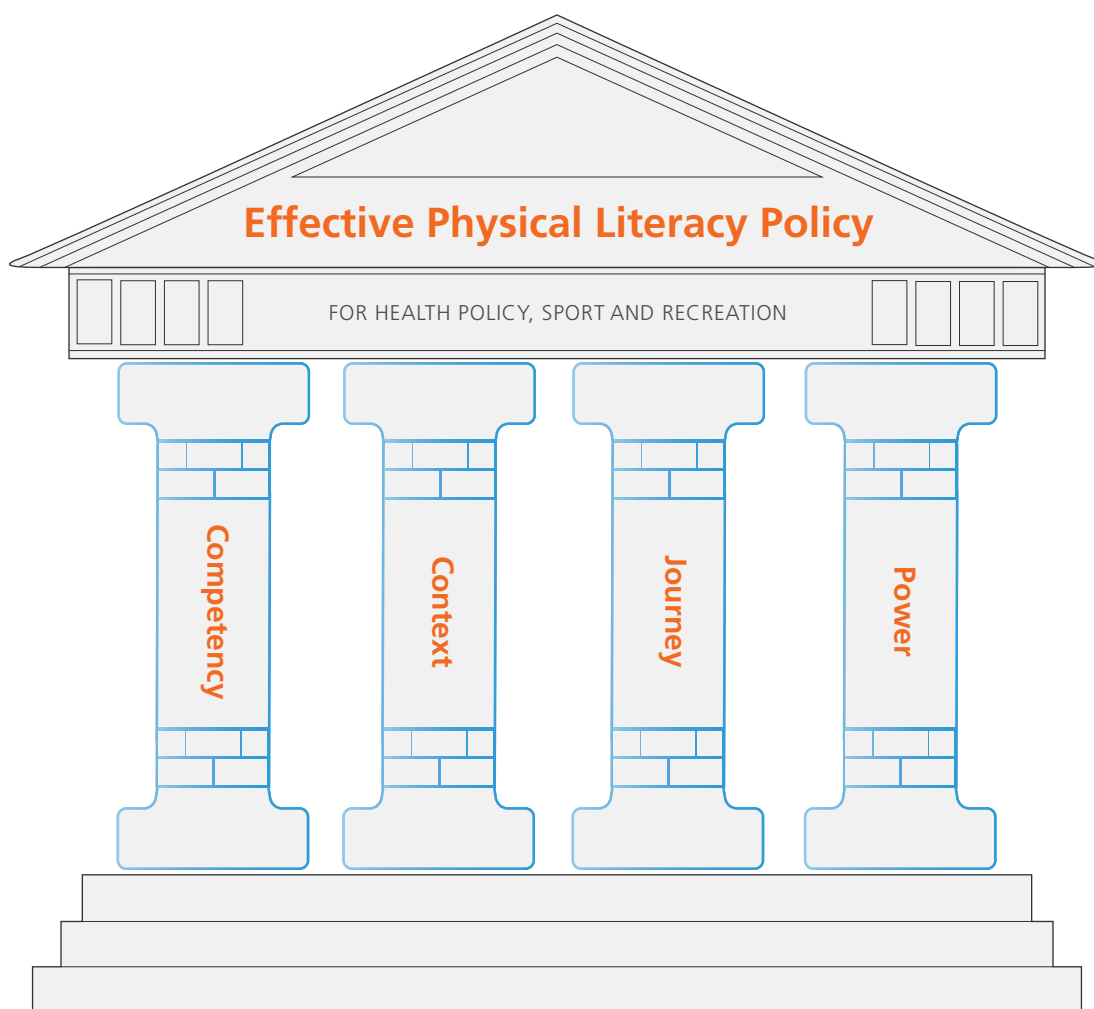 Effective Physical Literacy Policy
FOR HEALTH POLICY, SPORT AND RECREATION
Competency
Context
Journey
Power